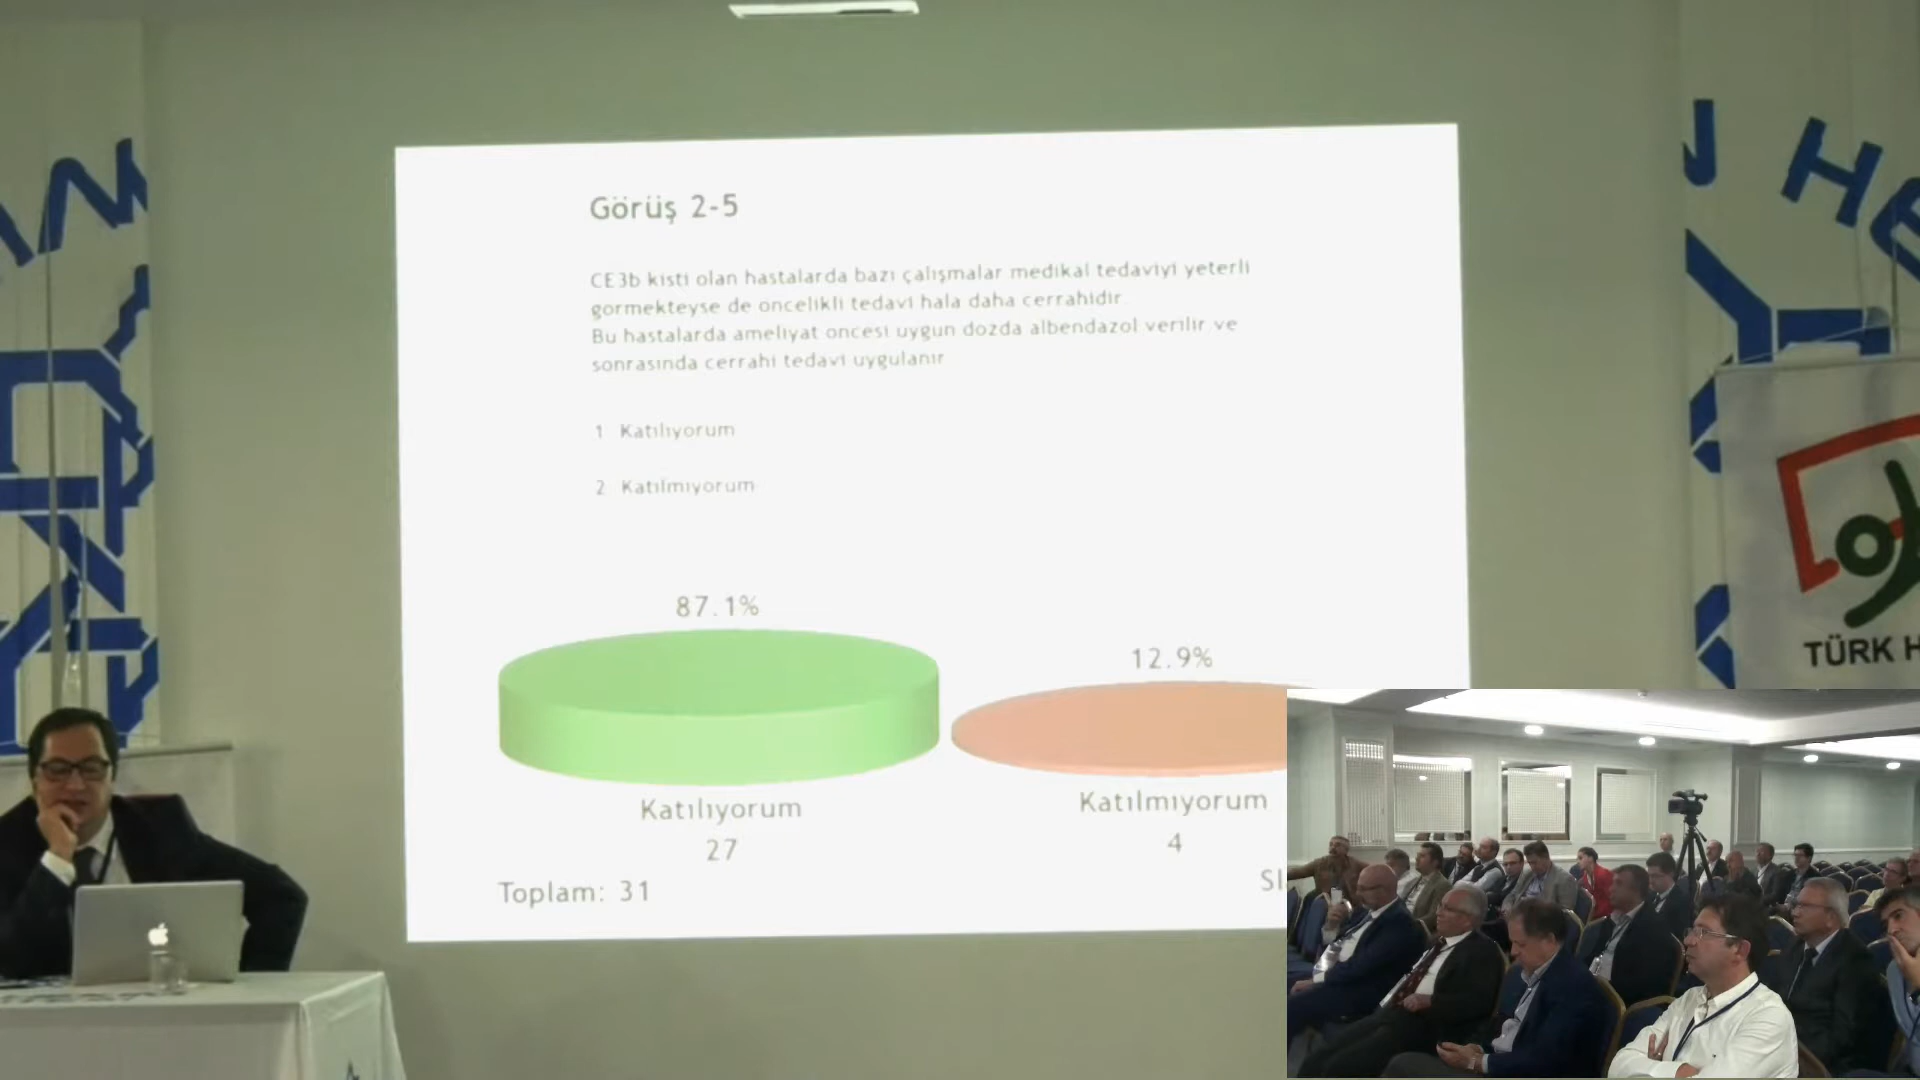 Görüş 2-5
CE3b kisti olan hastalarda bazı çalışmalar medikal tedaviyi yeterli
gormekteyse de oncelikli tedavi hala daha cerrahidir
Bu hastalarda ameliyat oncesi uygun dozda albendazol verilir ve
sonrasında cerrahi tedavi uygulanır
1 Katılıyorum
2 Katılmıyorum
87.1%
12.9%
Katılıyorum
Katılmıyorum
27
4
Toplam: 31
TÜRK H